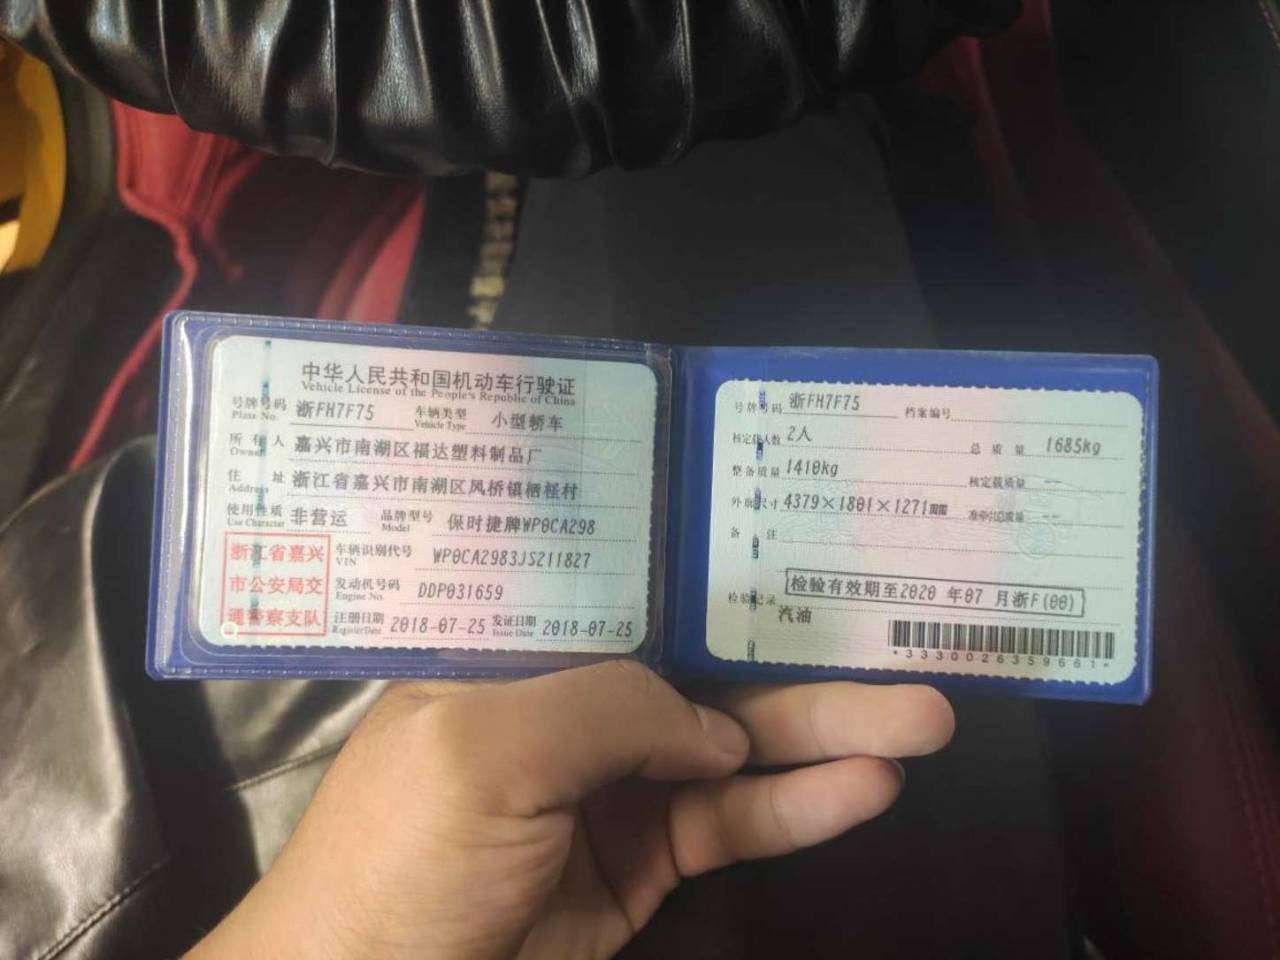 中华人民共和国机动车行驶证
Vehicle License of the People's Republic of China
号牌号码 浙FH7F75 车辆类型 小型轿车
Plate No. Vehicle Type
所有人 嘉兴市南湖区福达塑料制品厂
Owner
住址 浙江省嘉兴市南湖区凤桥镇栖柽村
Address
使用性质 非营运 品牌型号 保时捷牌WP0CA298
Use Character Model
浙江省嘉兴
市公安局交
通警察支队
车辆识别代号 WP0CA2983JS211827
VIN
发动机号码 DDP031659
Engine No.
注册日期 2018-07-25 发证日期 2018-07-25
Register Date Issue Date
号牌号码 浙FH7F75 档案编号
核定载人数 2人 总质量 1685kg
整备质量 1410kg 核定载质量 --
外廓尺寸 4379×1801×1271mm 准牵引总质量 --
备注
检验有效期至2020 年07 月浙F(00)
检验记录
汽油
*3330026359661*